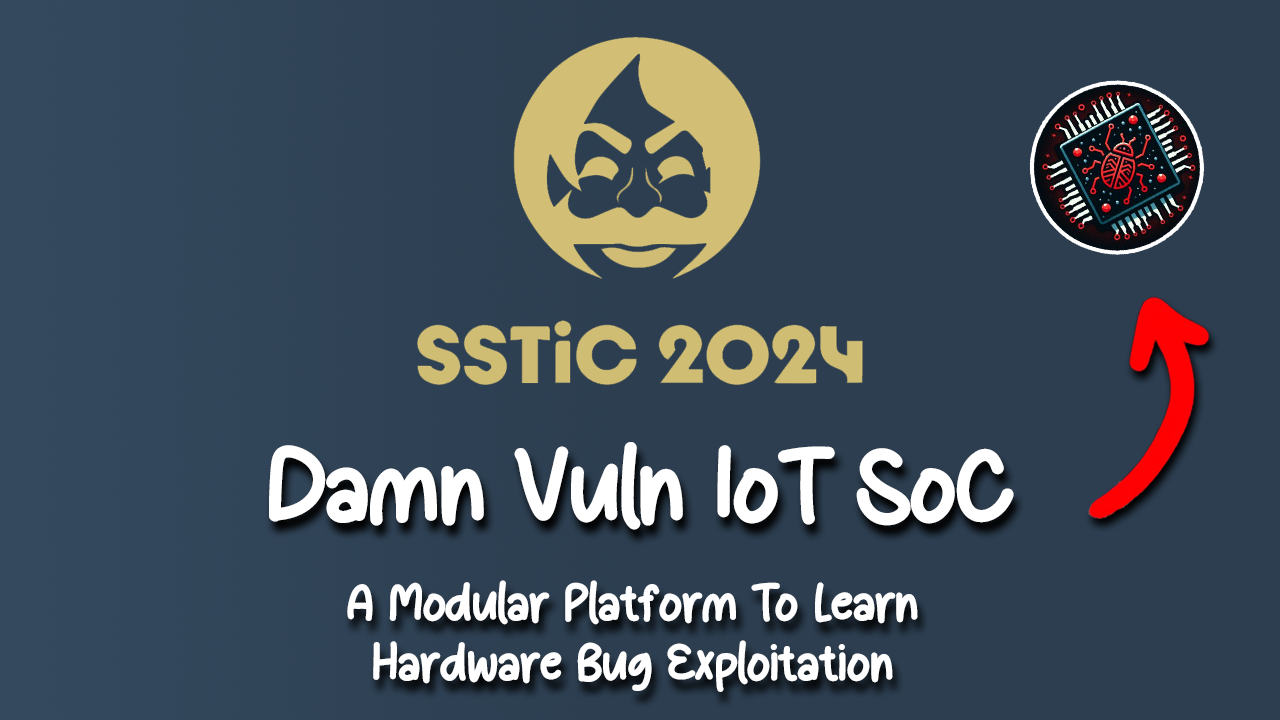 SSTiC 2024
Damn Vuln IoT SoC
A Modular Platform To Learn
Hardware Bug Exploitation